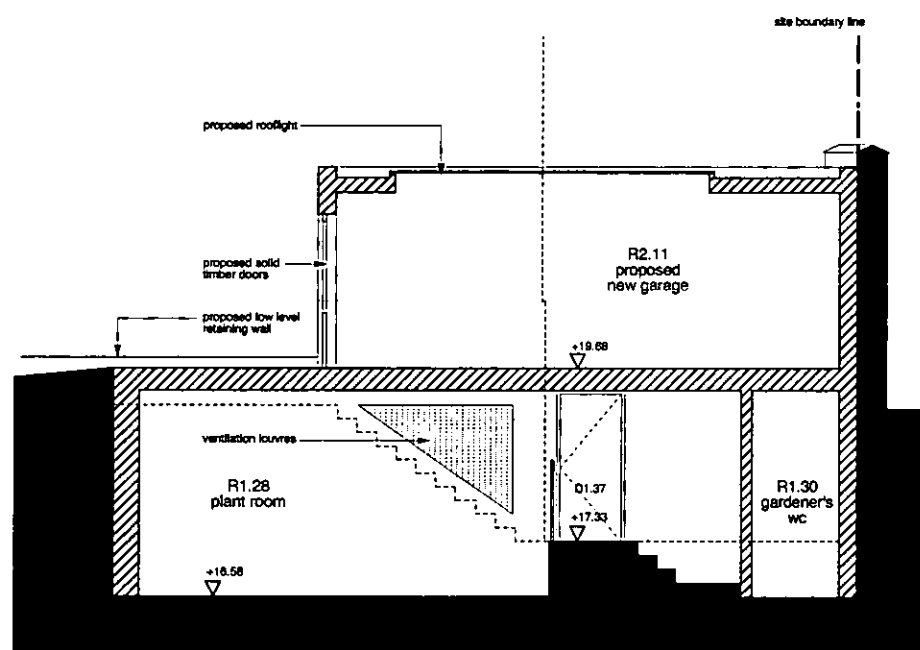 site boundary line
proposed rooflight
R2.11
proposed
new garage
proposed solid
timber doors
proposed low level
retaining wall
+19.68
ventilation louvres
R1.28
plant room
D1.37
R1.30
gardener's
wc
+17.33
+16.58